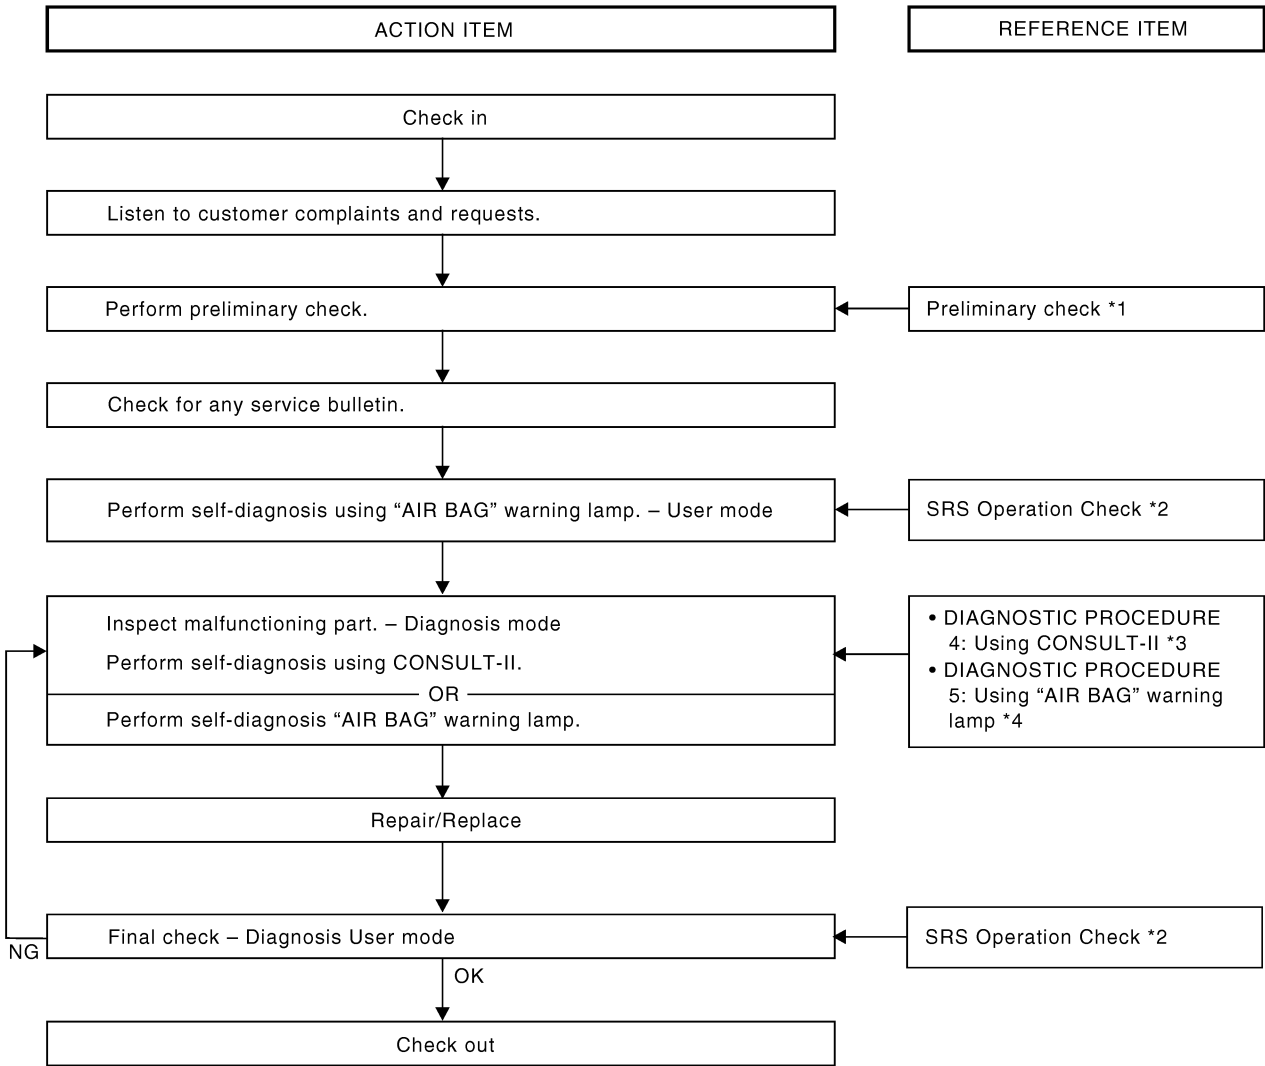 ACTION ITEM
REFERENCE ITEM
Check in
Listen to customer complaints and requests.
Perform preliminary check.
Preliminary check *1
Check for any service bulletin.
Perform self-diagnosis using “AIR BAG” warning lamp. – User mode
SRS Operation Check *2
Inspect malfunctioning part. – Diagnosis mode
Perform self-diagnosis using CONSULT-II.
OR
Perform self-diagnosis “AIR BAG” warning lamp.
• DIAGNOSTIC PROCEDURE
4: Using CONSULT-II *3
• DIAGNOSTIC PROCEDURE
5: Using “AIR BAG” warning
lamp *4
Repair/Replace
Final check – Diagnosis User mode
SRS Operation Check *2
NG
OK
Check out